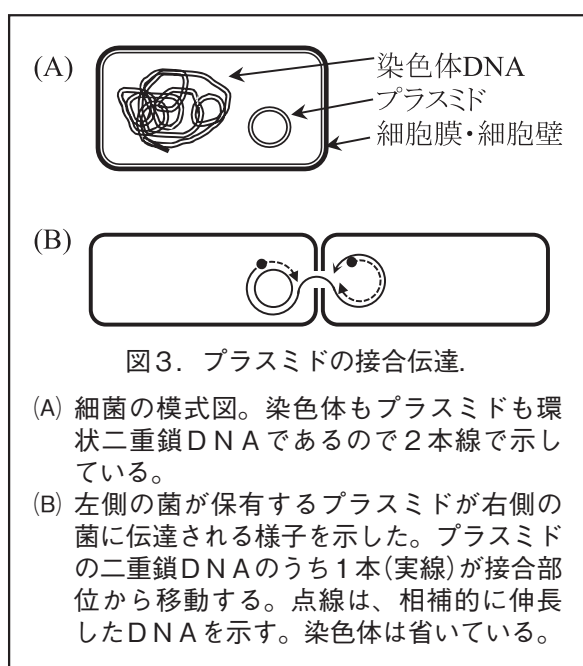 (A)
染色体DNA
プラスミド
細胞膜・細胞壁
(B)
図3．プラスミドの接合伝達.
(A) 細菌の模式図。染色体もプラスミドも環
状二重鎖ＤＮＡであるので２本線で示し
ている。
(B) 左側の菌が保有するプラスミドが右側の
菌に伝達される様子を示した。プラスミド
の二重鎖ＤＮＡのうち１本(実線)が接合部
位から移動する。点線は、相補的に伸長
したＤＮＡを示す。染色体は省いている。